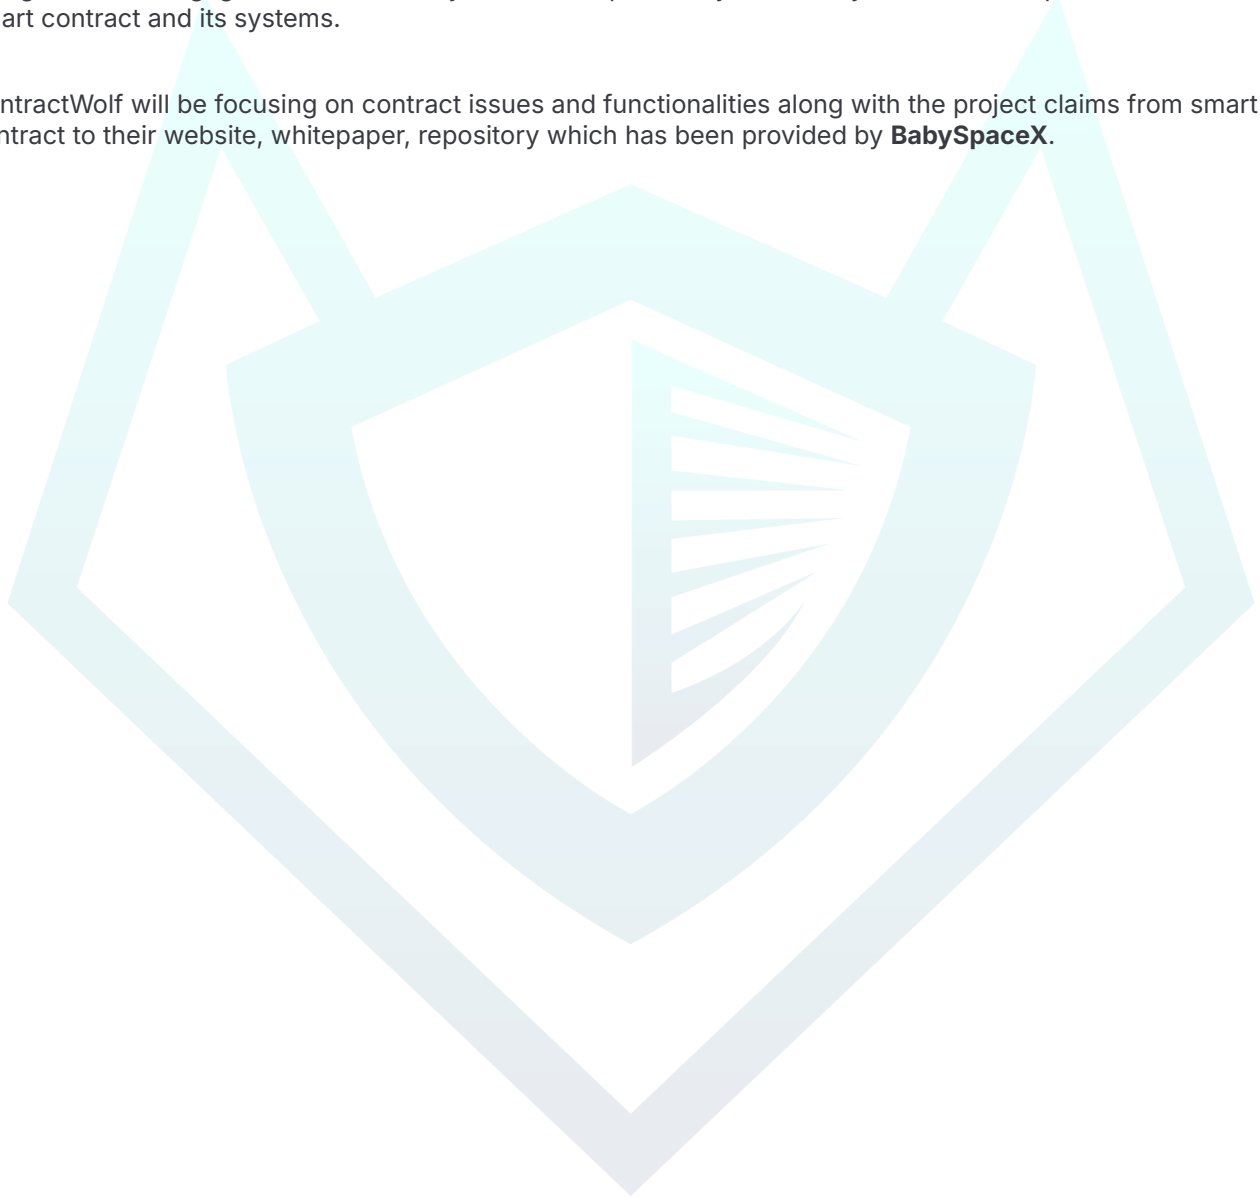 art contract and its systems.
ntractWolf will be focusing on contract issues and functionalities along with the project claims from smart
ntract to their website, whitepaper, repository which has been provided by BabySpaceX.